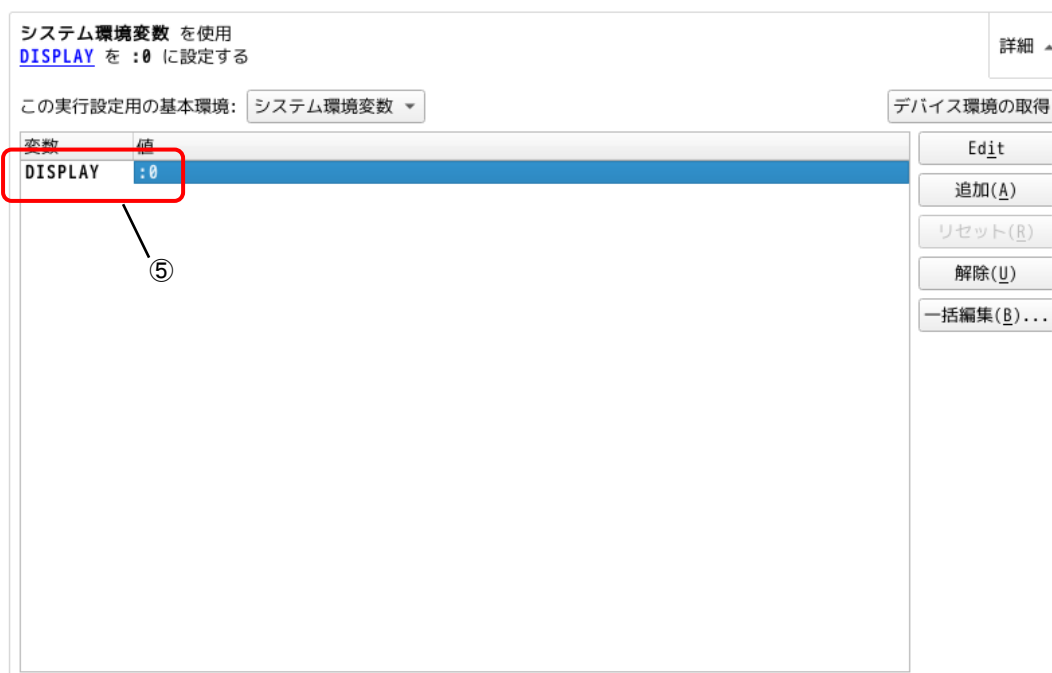 システム環境変数 を使用
DISPLAY を :0 に設定する
詳細
この実行設定用の基本環境: システム環境変数
デバイス環境の取得
変数 値
DISPLAY :0
Edit
追加(A)
リセット(R)
解除(U)
一括編集(B)...
⑤